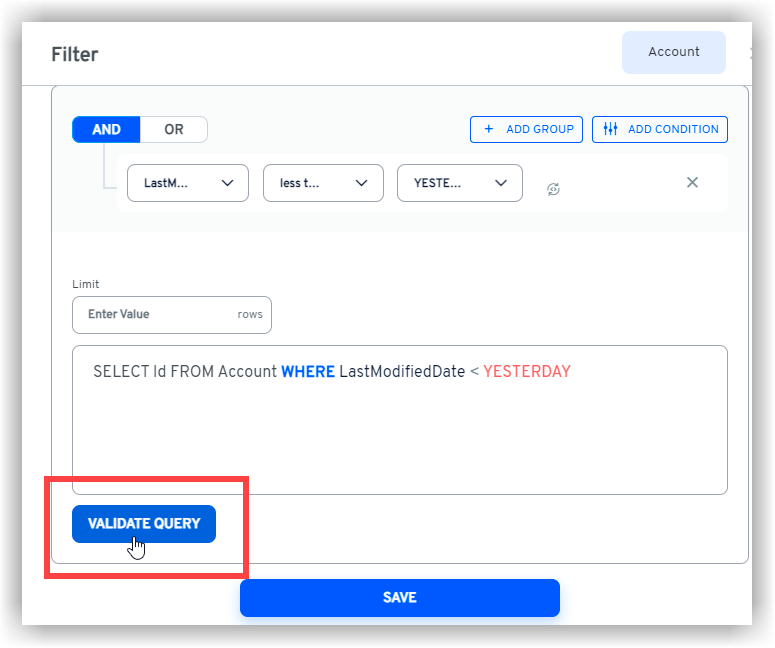 Filter
Account
AND OR
+ ADD GROUP ADD CONDITION
LastM... less t... YESTE...
Limit
Enter Value rows
SELECT Id FROM Account WHERE LastModifiedDate < YESTERDAY
VALIDATE QUERY
SAVE